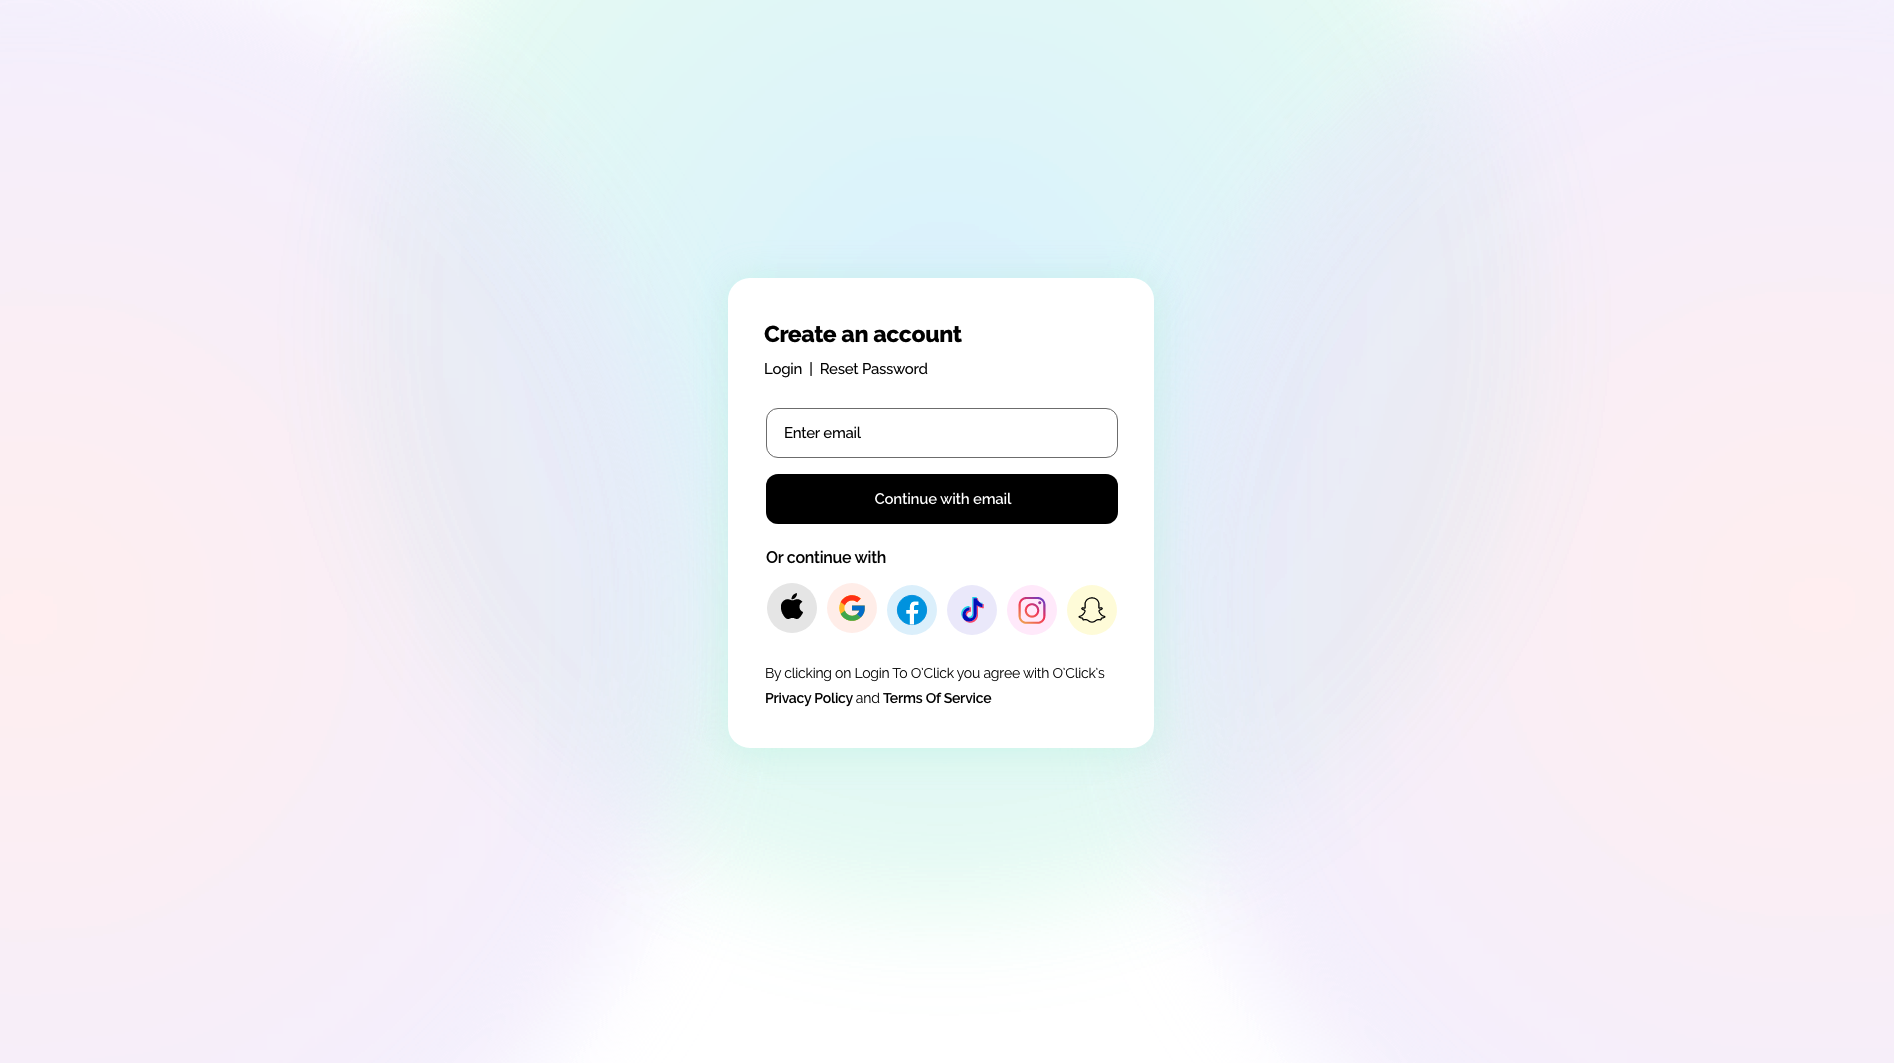 Create an account
Login | Reset Password
Enter email
Continue with email
Or continue with
By clicking on Login To O'Click you agree with O'Click's
Privacy Policy and Terms Of Service